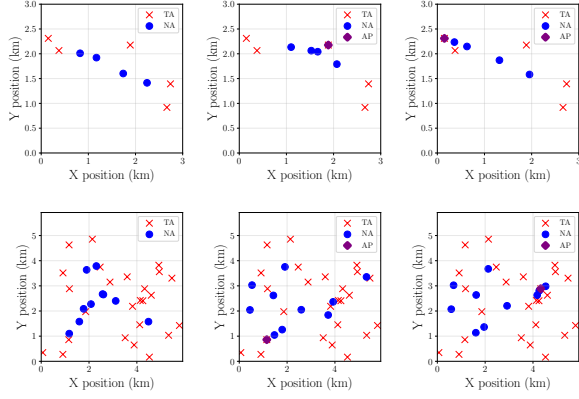 3.0
2.5
2.0
1.5
1.0
0.5
0.0
Y position (km)
0 1 2 3
X position (km)
TA
NA
3.0
2.5
2.0
1.5
1.0
0.5
0.0
Y position (km)
0 1 2 3
X position (km)
TA
NA
AP
3.0
2.5
2.0
1.5
1.0
0.5
0.0
Y position (km)
0 1 2 3
X position (km)
TA
NA
AP
5
4
3
2
1
0
Y position (km)
0 2 4
X position (km)
TA
NA
5
4
3
2
1
0
Y position (km)
0 2 4
X position (km)
TA
NA
AP
5
4
3
2
1
0
Y position (km)
0 2 4
X position (km)
TA
NA
AP